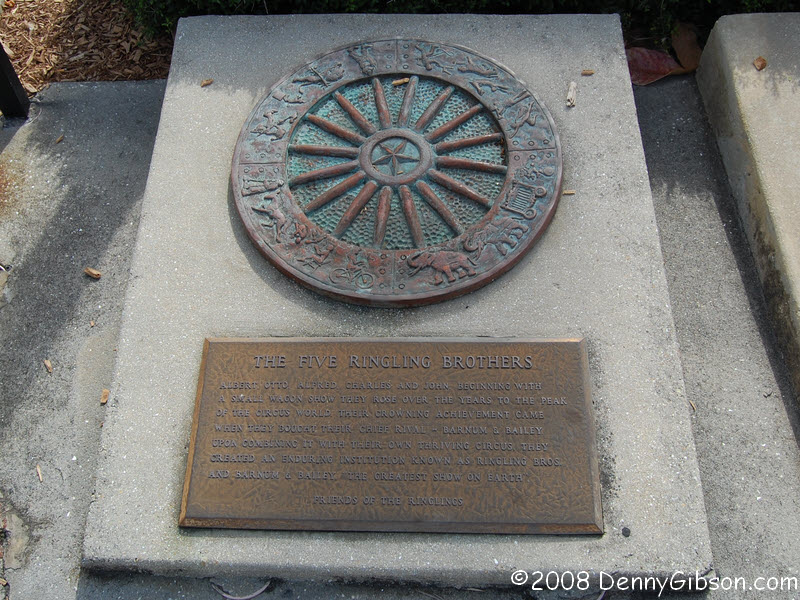 THE FIVE RINGLING BROTHERS
ALBERT OTTO ALFRED CHARLES AND JOHN BEGINNING WITH
A SMALL WAGON SHOW THEY ROSE OVER THE YEARS TO THE PEAK
OF THE CIRCUS WORLD. THEIR CROWNING ACHIEVEMENT CAME
WHEN THEY BOUGHT THEIR CHIEF RIVAL - BARNUM & BAILEY
UPON COMBINING IT WITH THEIR OWN THRIVING CIRCUS, THEY
CREATED AN ENDURING INSTITUTION KNOWN AS RINGLING BROS.
AND BARNUM & BAILEY, "THE GREATEST SHOW ON EARTH"
FRIENDS OF THE RINGLINGS
©2008 DennyGibson.com